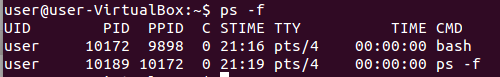 user@user-VirtualBox:~$ ps -f
UID        PID  PPID  C STIME TTY          TIME CMD
user     10172  9898  0 21:16 pts/4    00:00:00 bash
user     10189 10172  0 21:19 pts/4    00:00:00 ps -f